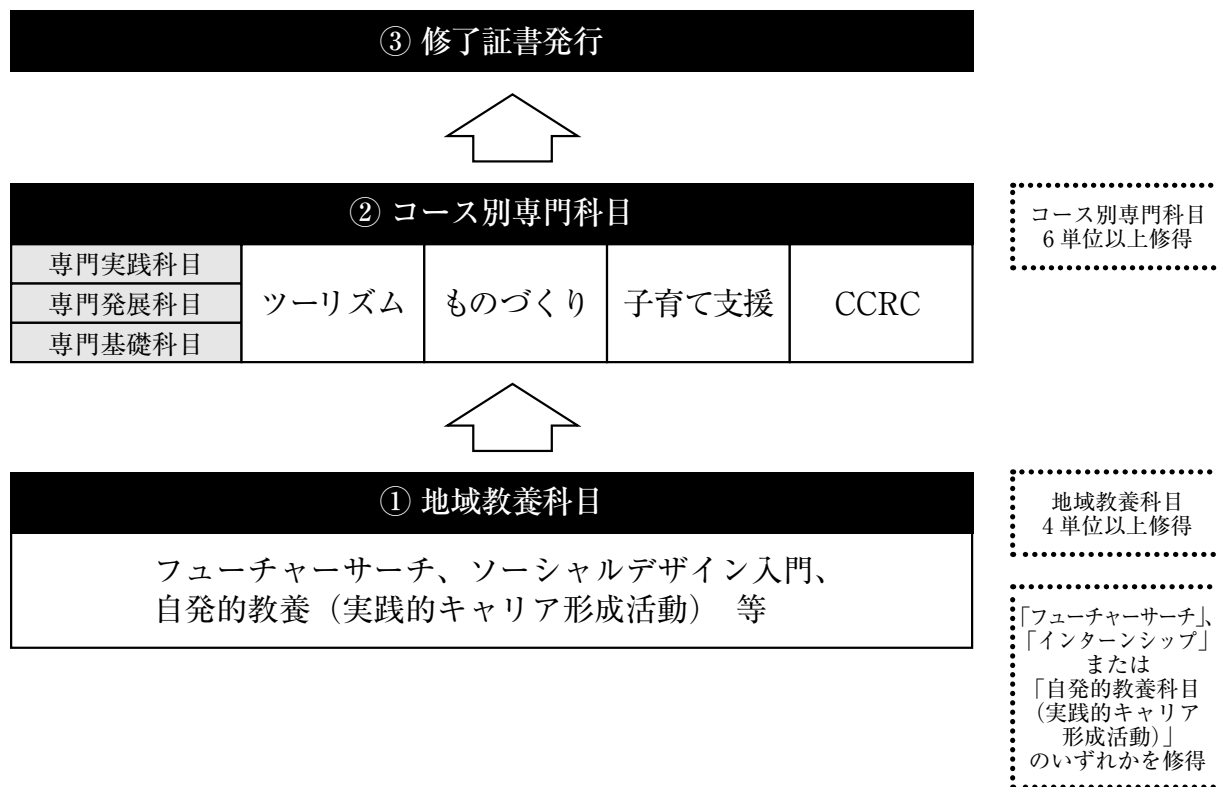 ③ 修了証書発行
② コース別専門科目
専門実践科目
専門発展科目
専門基礎科目
ツーリズム
ものづくり
子育て支援
CCRC
コース別専門科目
6単位以上修得
① 地域教養科目
フューチャーサーチ、ソーシャルデザイン入門、
自発的教養（実践的キャリア形成活動） 等
地域教養科目
4単位以上修得
「フューチャーサーチ」、
「インターンシップ」
または
「自発的教養科目
（実践的キャリア
形成活動）」
のいずれかを修得